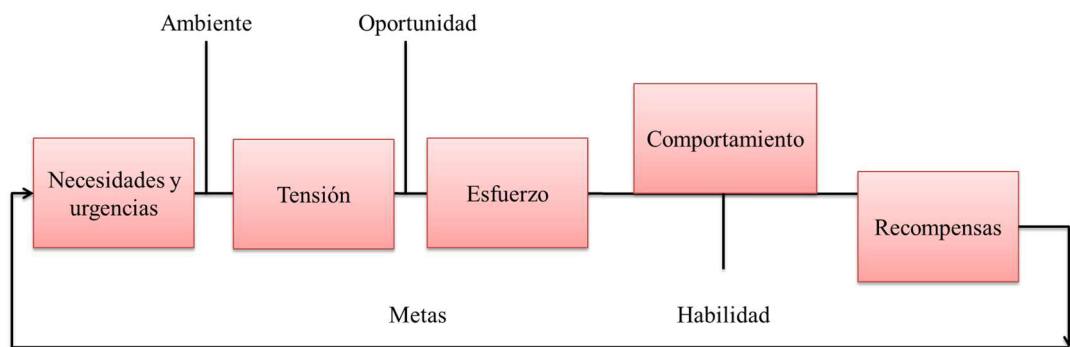 Ambiente
Oportunidad
Necesidades y
urgencias
Tensión
Esfuerzo
Comportamiento
Recompensas
Metas
Habilidad